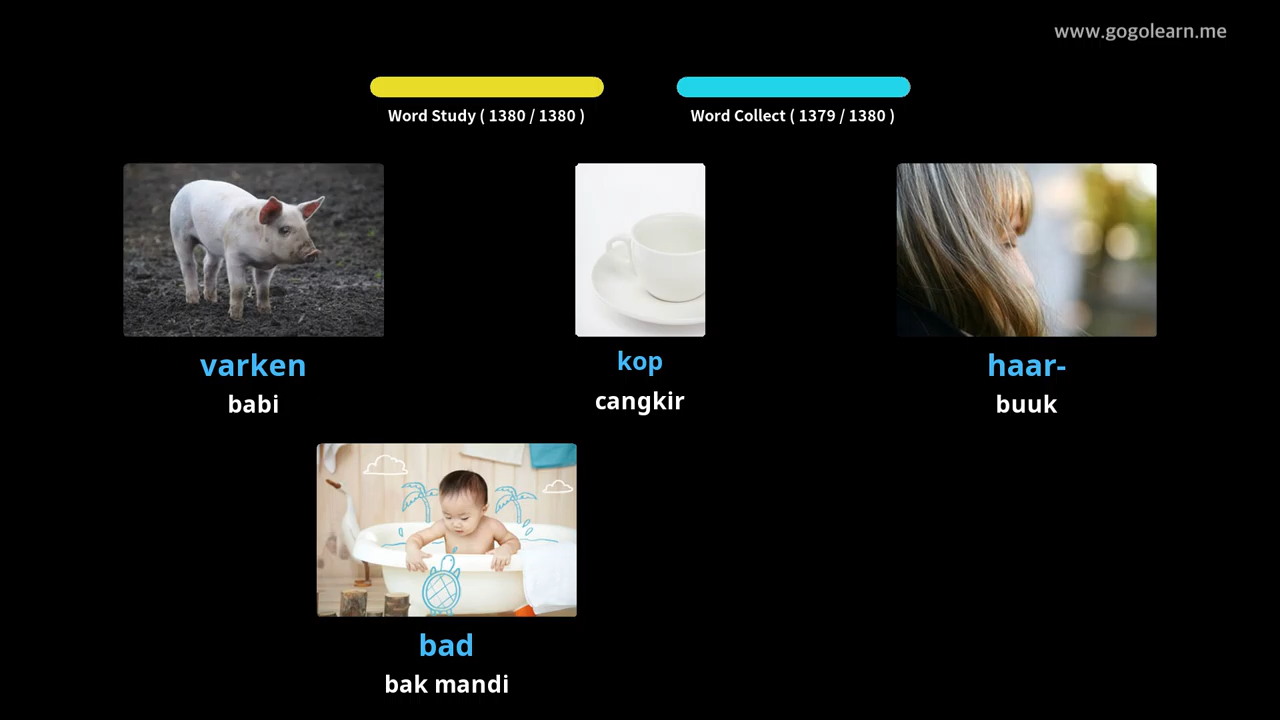 www.gogolearn.me
Word Study ( 1380 / 1380 )
Word Collect ( 1379 / 1380 )
varken
babi
kop
cangkir
haar-
buuk
bad
bak mandi